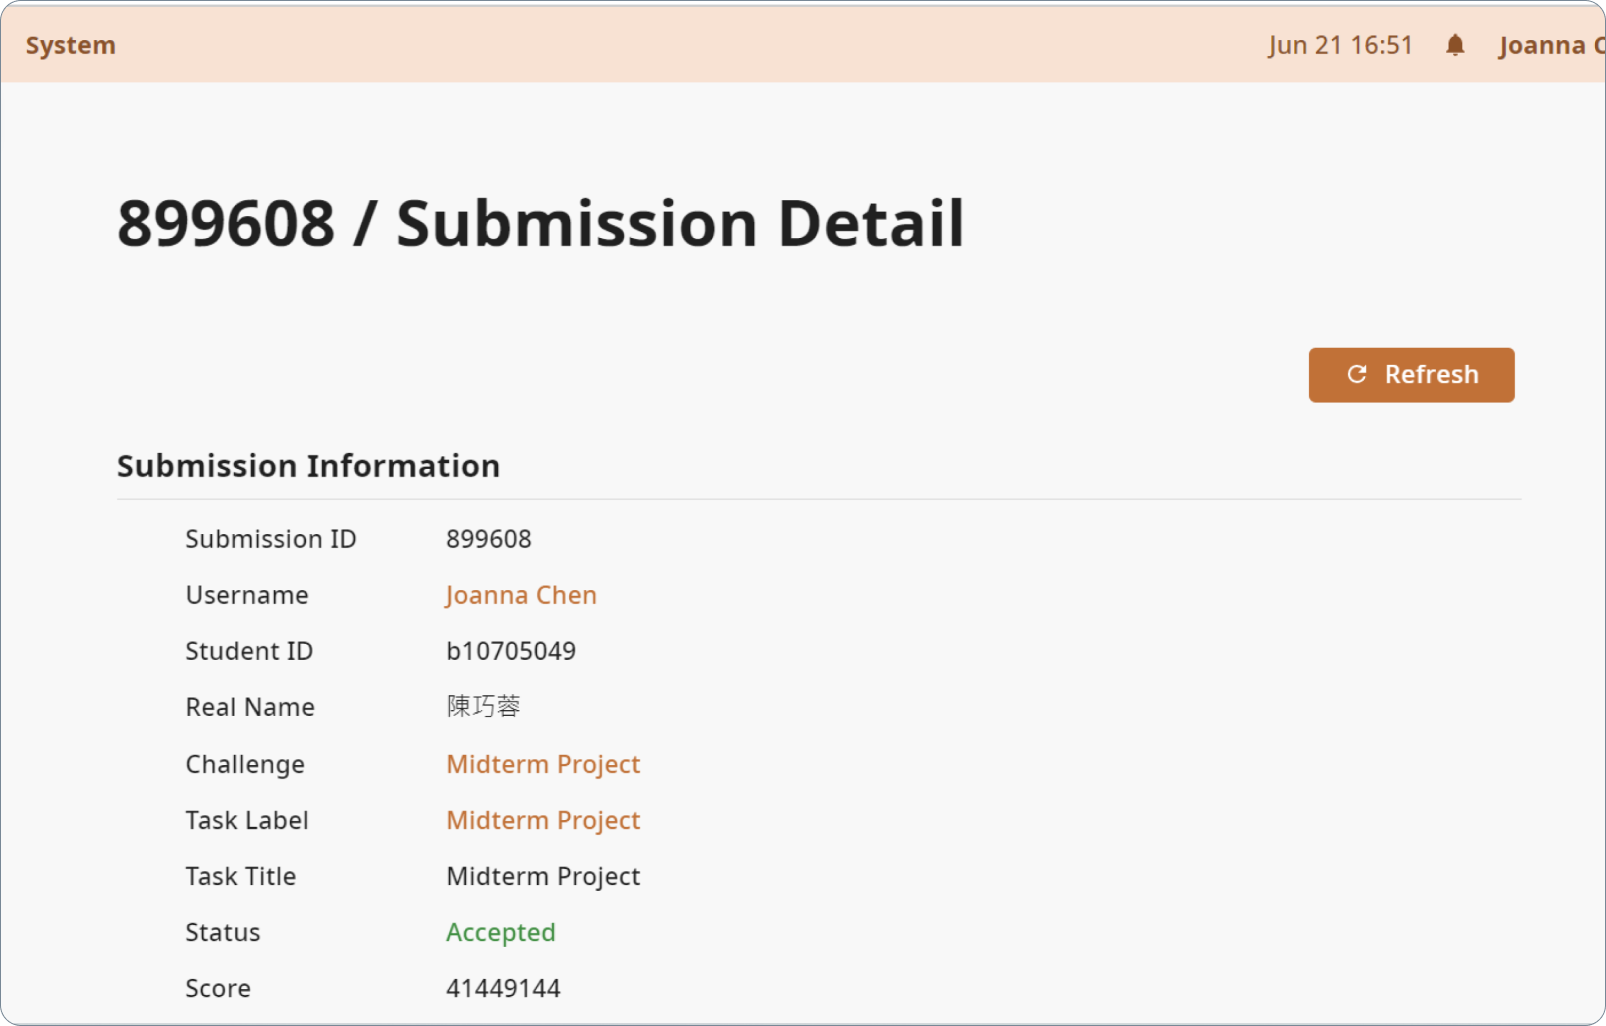 System Jun 21 16:51 Joanna C
899608 / Submission Detail
Refresh
Submission Information
Submission ID 899608
Username Joanna Chen
Student ID b10705049
Real Name 陳巧蓉
Challenge Midterm Project
Task Label Midterm Project
Task Title Midterm Project
Status Accepted
Score 41449144